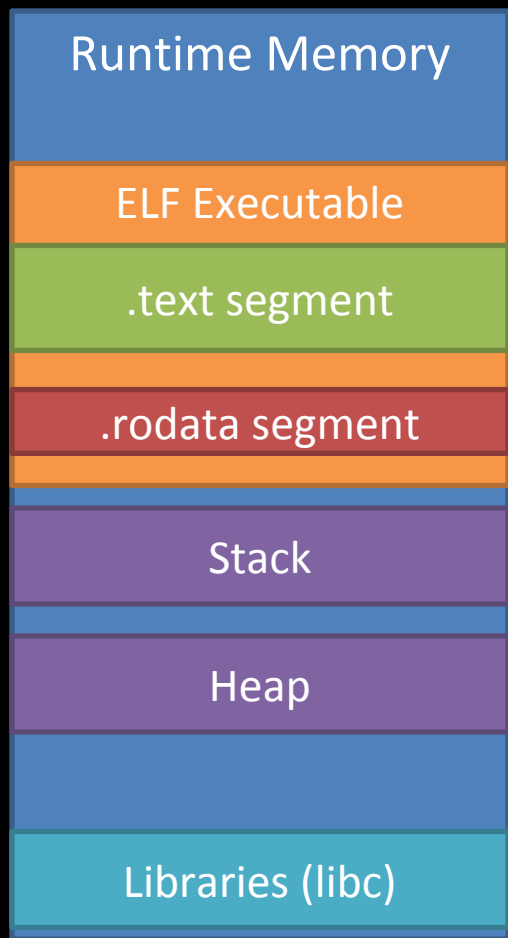 Runtime Memory
ELF Executable
.text segment
.rodata segment
Stack
Heap
Libraries (libc)